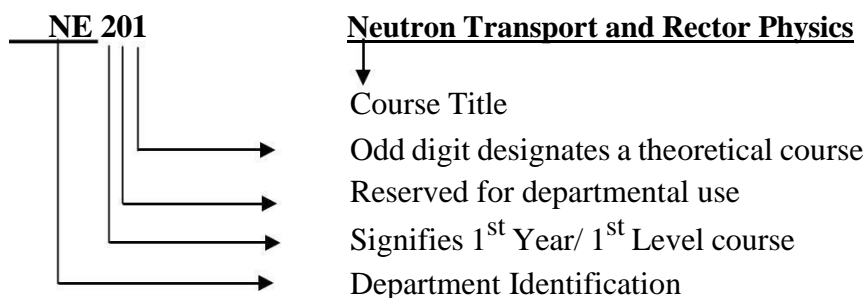 NE 201 Neutron Transport and Rector Physics
Course Title
Odd digit designates a theoretical course
Reserved for departmental use
Signifies 1st Year/ 1st Level course
Department Identification